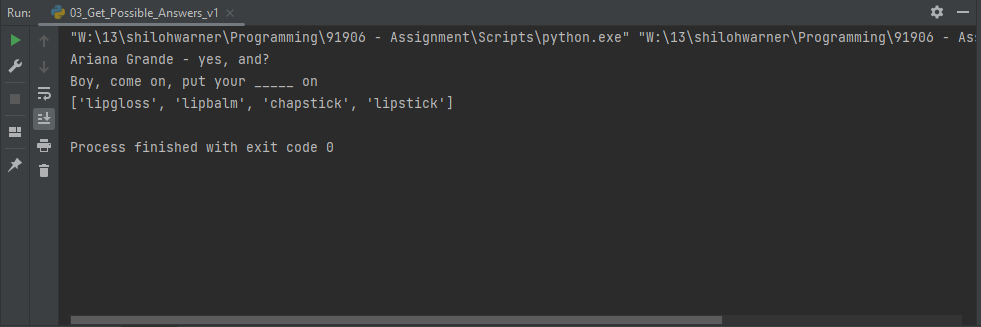 Run: 03_Get_Possible_Answers_v1
"W:\13\shilohwarner\Programming\91906 - Assignment\Scripts\python.exe" "W:\13\shilohwarner\Programming\91906 - As
Ariana Grande - yes, and?
Boy, come on, put your _____ on
['lipgloss', 'lipbalm', 'chapstick', 'lipstick']
Process finished with exit code 0